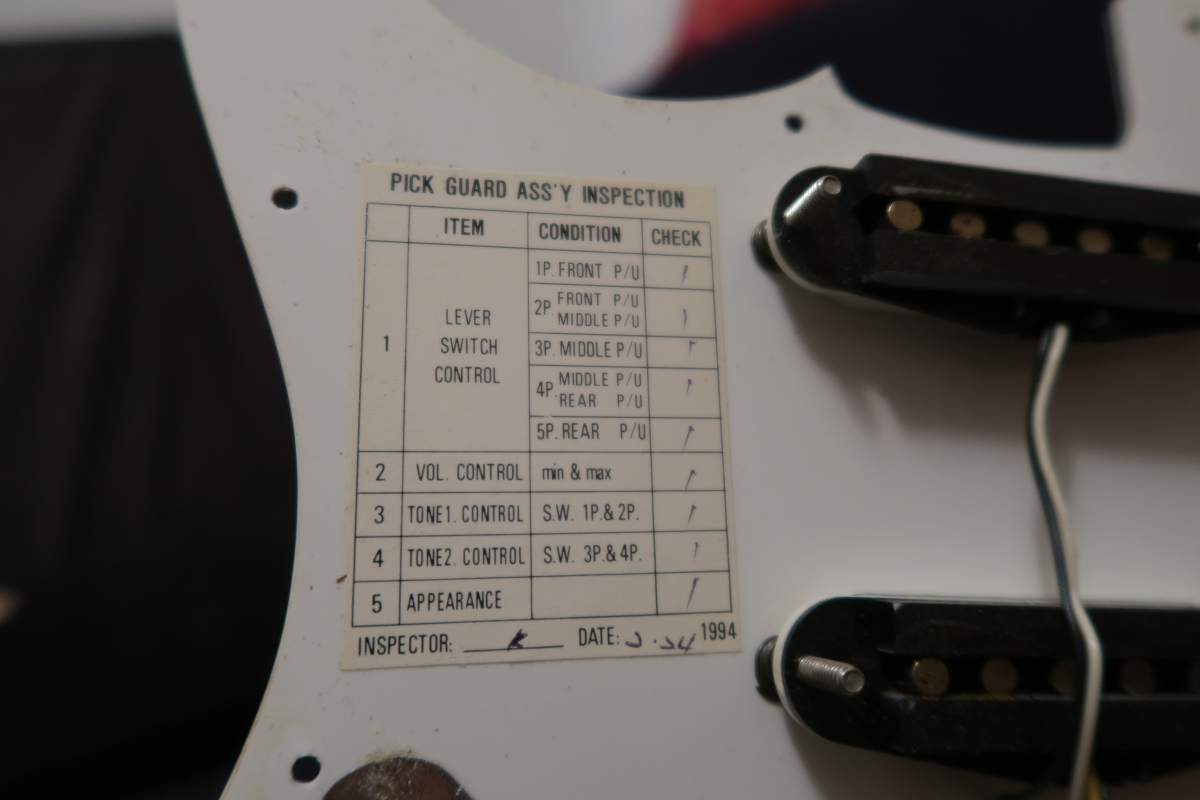 PICK GUARD ASS'Y INSPECTION
ITEM CONDITION CHECK
1 LEVER SWITCH CONTROL
1P. FRONT P/U
2P. FRONT P/U
MIDDLE P/U
3P. MIDDLE P/U
4P. MIDDLE P/U
REAR P/U
5P. REAR P/U
2 VOL. CONTROL min & max
3 TONE1. CONTROL S.W. 1P.& 2P.
4 TONE2. CONTROL S.W. 3P.& 4P.
5 APPEARANCE
INSPECTOR: K DATE: 1994